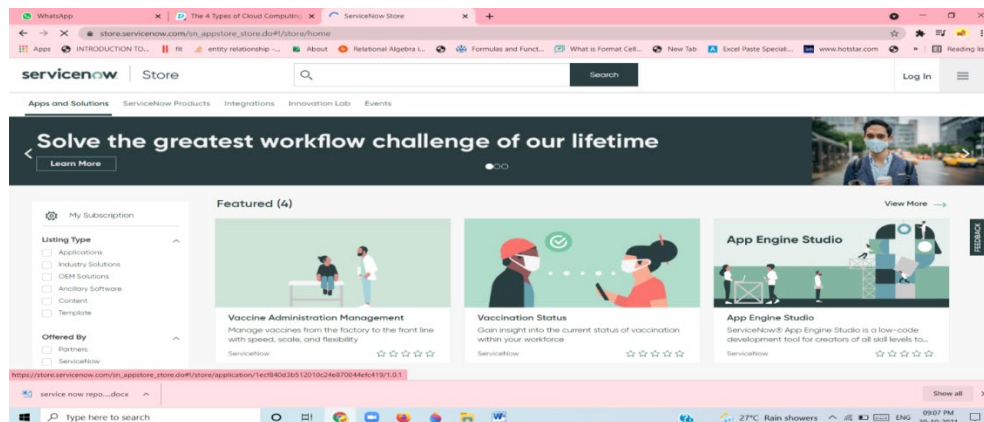 WhatsApp
The 4 Types of Cloud Computing
ServiceNow Store
store.servicenow.com/sn_appstore_store.do#!/store/home
Apps
INTRODUCTION TO...
fit
entity relationship -...
About
Relational Algebra i...
Formulas and Funct...
What is Format Cell...
New Tab
Excel Paste Special:...
www.hotstar.com
Reading list
servicenow Store
Search
Log In
Apps and Solutions
ServiceNow Products
Integrations
Innovation Lab
Events
Solve the greatest workflow challenge of our lifetime
Learn More
My Subscription
Listing Type
Applications
Industry Solutions
OEM Solutions
Ancillary Software
Content
Template
Offered By
Partners
ServiceNow
Featured (4)
View More
FEEDBACK
Vaccine Administration Management
Manage vaccines from the factory to the front line
with speed, scale, and flexibility
ServiceNow
Vaccination Status
Gain insight into the current status of vaccination
within your workforce
ServiceNow
App Engine Studio
App Engine Studio
ServiceNow® App Engine Studio is a low-code
development tool for creators of all skill levels to...
ServiceNow
https://store.servicenow.com/sn_appstore_store.do#!/store/application/1ecf840d3b512010c24e870844efc419/1.0.1
service now repo....docx
Show all
Type here to search
27°C Rain showers
ENG
09:07 PM